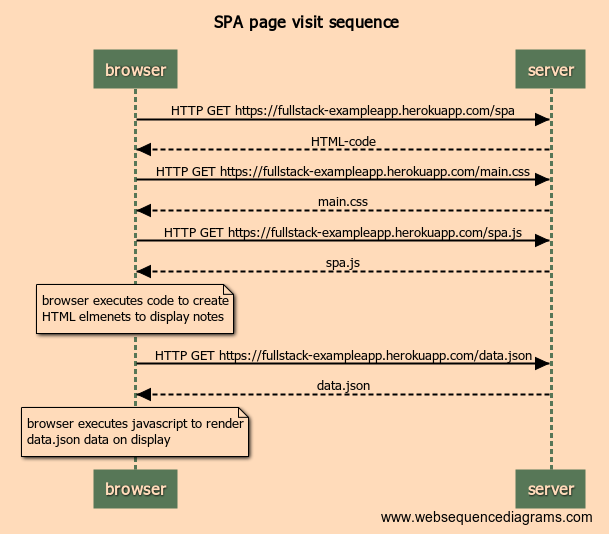 SPA page visit sequence
browser
server
HTTP GET https://fullstack-exampleapp.herokuapp.com/spa
HTML-code
HTTP GET https://fullstack-exampleapp.herokuapp.com/main.css
main.css
HTTP GET https://fullstack-exampleapp.herokuapp.com/spa.js
spa.js
browser executes code to create
HTML elmenets to display notes
HTTP GET https://fullstack-exampleapp.herokuapp.com/data.json
data.json
browser executes javascript to render
data.json data on display
browser
server
www.websequencediagrams.com